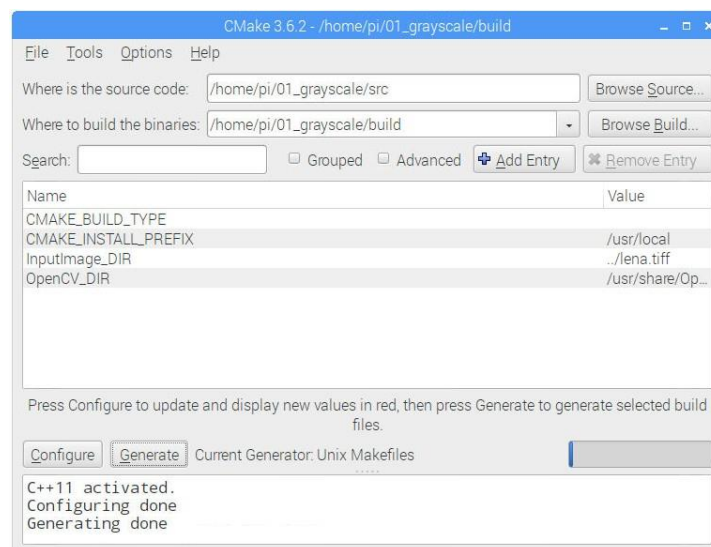 CMake 3.6.2 - /home/pi/01_grayscale/build
File Tools Options Help
Where is the source code: /home/pi/01_grayscale/src Browse Source...
Where to build the binaries: /home/pi/01_grayscale/build Browse Build...
Search: Grouped Advanced Add Entry Remove Entry
Name Value
CMAKE_BUILD_TYPE
CMAKE_INSTALL_PREFIX /usr/local
InputImage_DIR ../lena.tiff
OpenCV_DIR /usr/share/Op...
Press Configure to update and display new values in red, then press Generate to generate selected build
files.
Configure Generate Current Generator: Unix Makefiles
C++11 activated.
Configuring done
Generating done